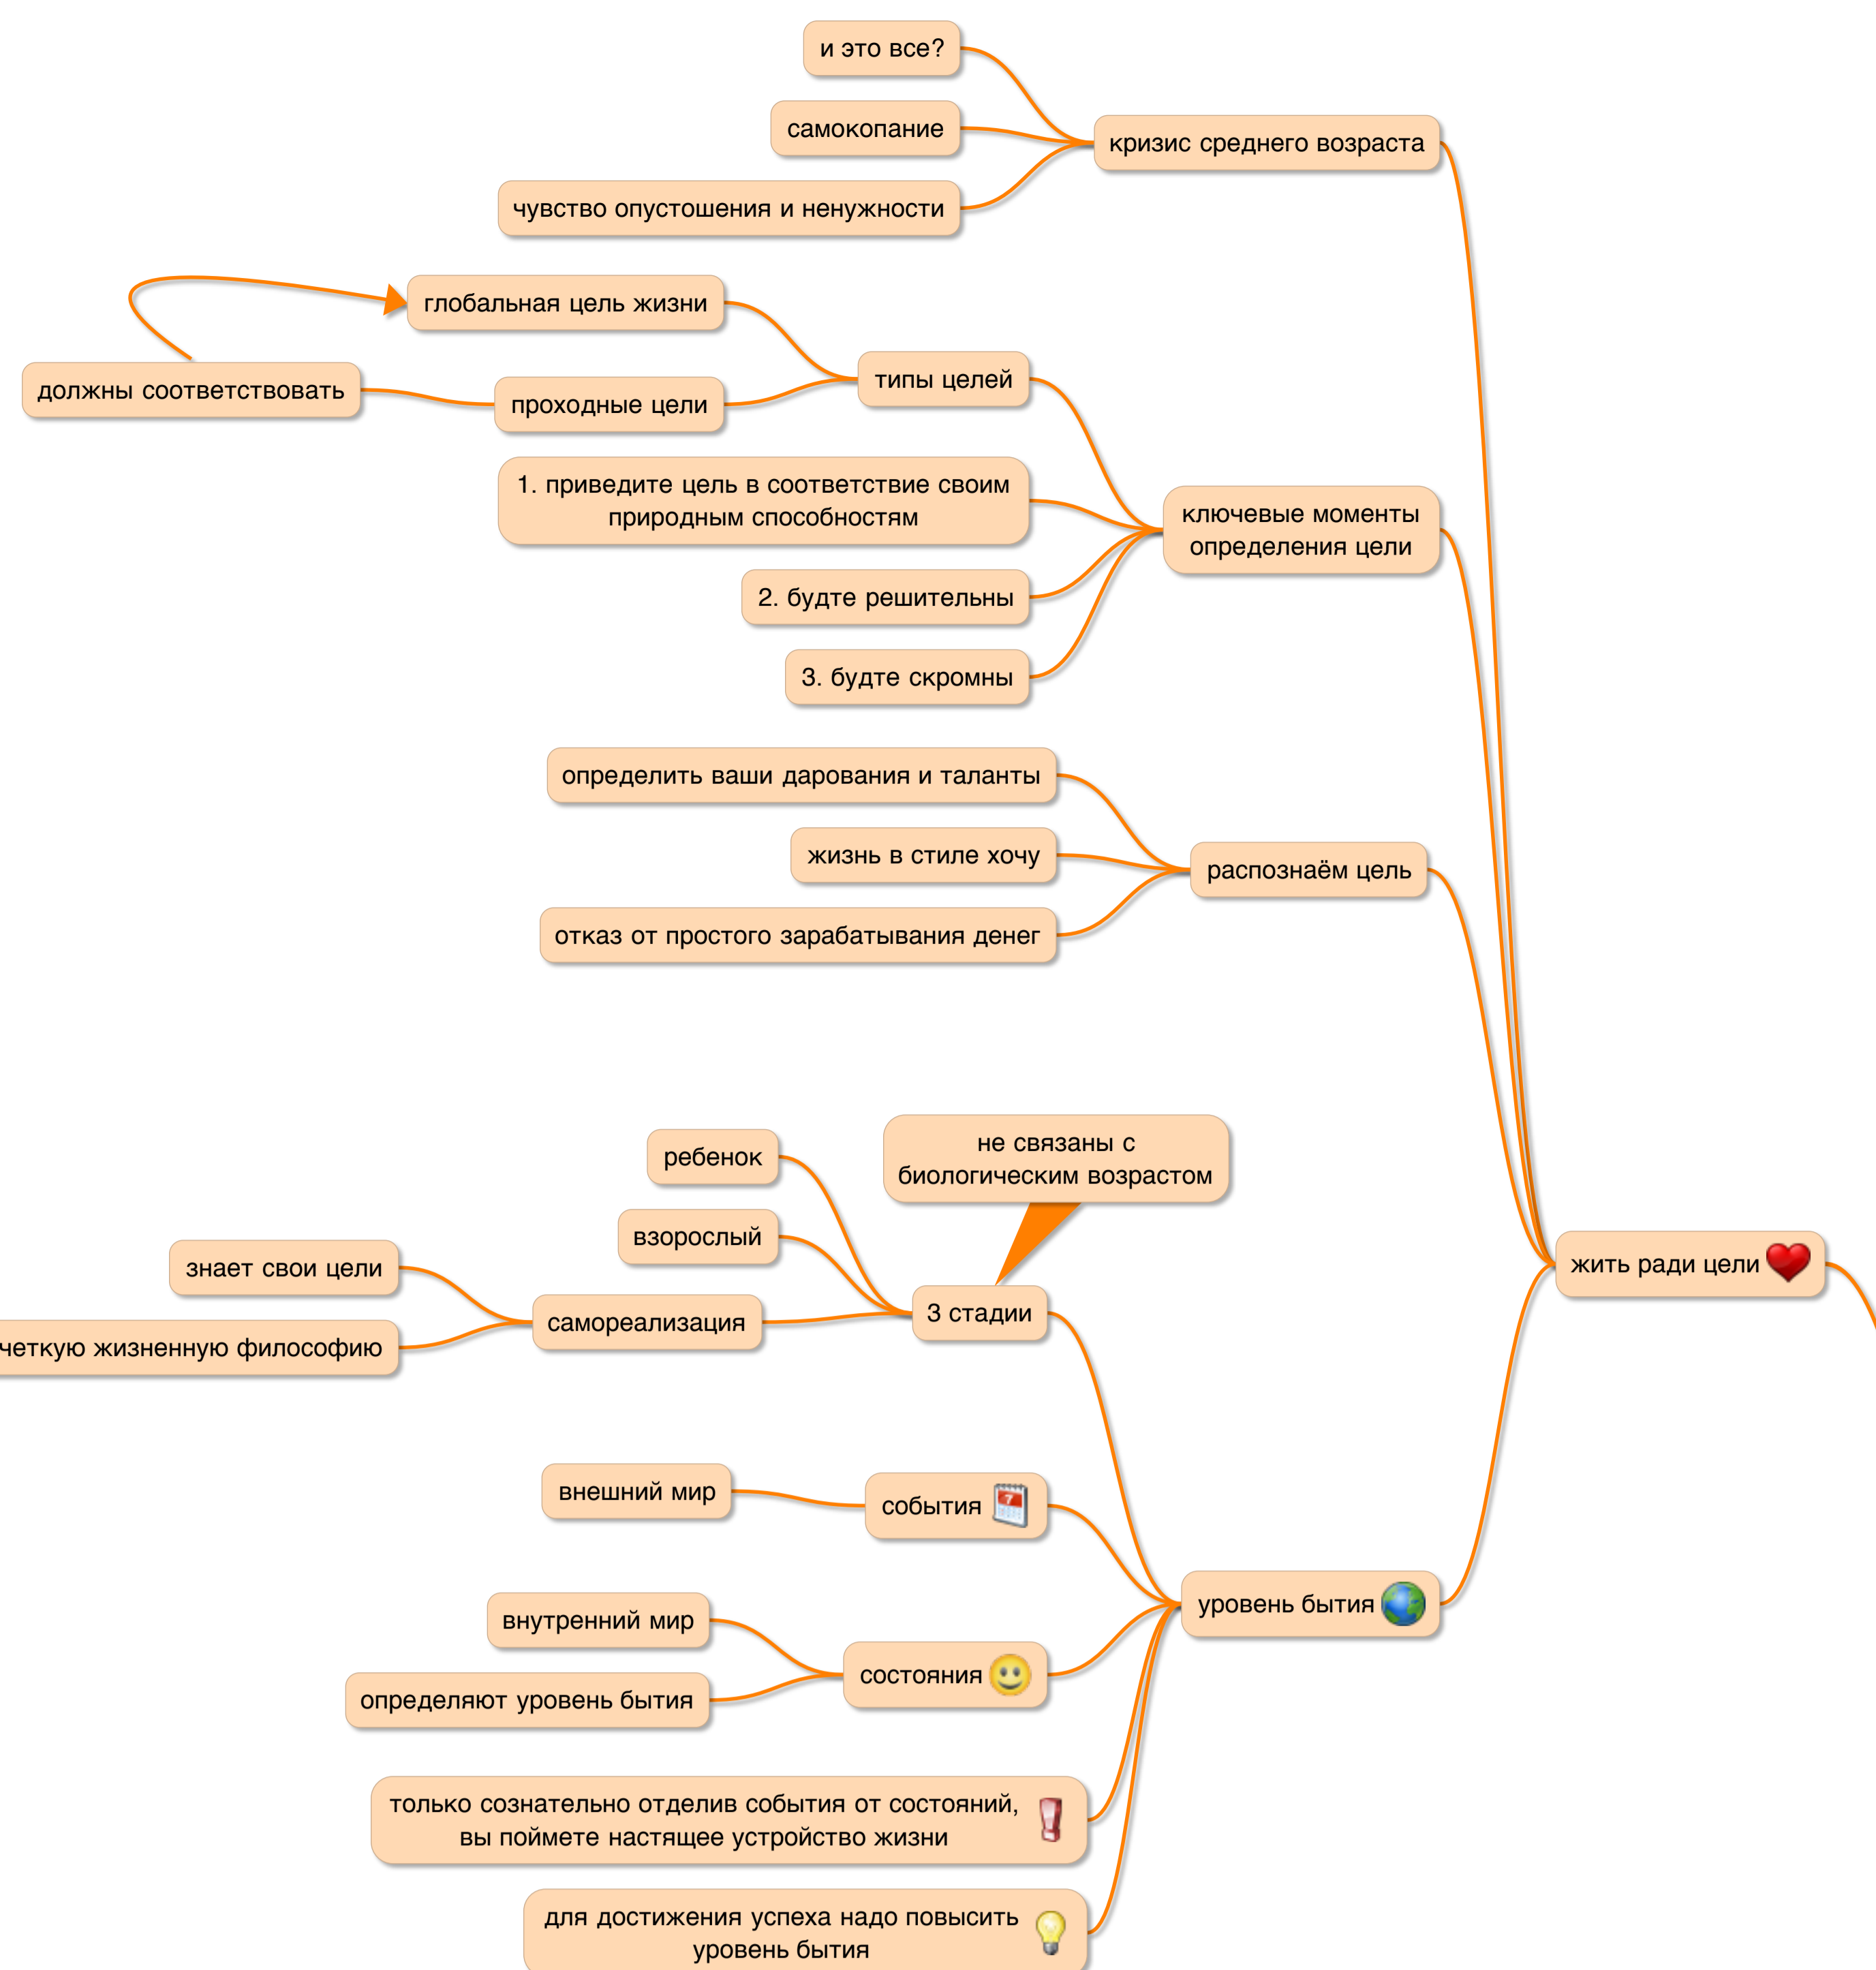 и это все?
самокопание
кризис среднего возраста
чувство опустошения и ненужности
глобальная цель жизни
типы целей
должны соответствовать
проходные цели
1. приведите цель в соответствие своим
природным способностям
ключевые моменты
определения цели
2. будте решительны
3. будте скромны
определить ваши дарования и таланты
жизнь в стиле хочу
распознаём цель
отказ от простого зарабатывания денег
не связаны с
биологическим возрастом
ребенок
взорослый
знает свои цели
жить ради цели
3 стадии
самореализация
четкую жизненную философию
внешний мир
события
7
уровень бытия
внутренний мир
состояния
определяют уровень бытия
только сознательно отделив события от состояний,
вы поймете настящее устройство жизни
для достижения успеха надо повысить
уровень бытия